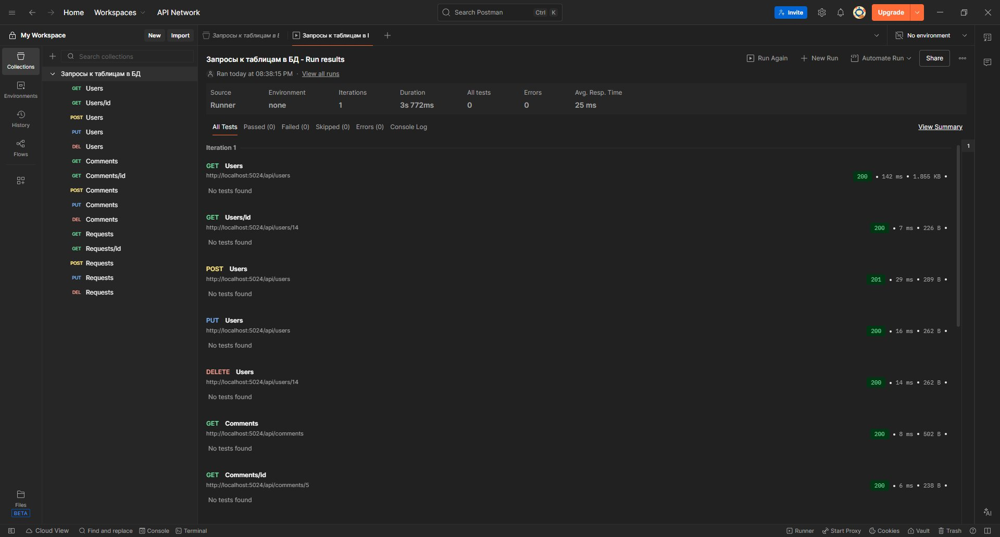 Home Workspaces API Network Search Postman Ctrl K Invite Upgrade
My Workspace New Import Запросы к таблицам в Запросы к таблицам в No environment
Collections
Environments
History
Flows
Files
BETA
Search collections
Запросы к таблицам в БД
GET Users
GET Users/id
POST Users
PUT Users
DEL Users
GET Comments
GET Comments/id
POST Comments
PUT Comments
DEL Comments
GET Requests
GET Requests/id
POST Requests
PUT Requests
DEL Requests
Запросы к таблицам в БД - Run results Run Again New Run Automate Run Share
Ran today at 08:38:15 PM · View all runs
Source Environment Iterations Duration All tests Errors Avg. Resp. Time
Runner none 1 3s 772ms 0 0 25 ms
All Tests Passed (0) Failed (0) Skipped (0) Errors (0) Console Log View Summary
Iteration 1 1
GET Users
http://localhost:5024/api/users 200 • 142 ms • 1.855 KB •
No tests found
GET Users/id
http://localhost:5024/api/users/14 200 • 7 ms • 226 B •
No tests found
POST Users
http://localhost:5024/api/users 201 • 29 ms • 289 B •
No tests found
PUT Users
http://localhost:5024/api/users 200 • 16 ms • 262 B •
No tests found
DELETE Users
http://localhost:5024/api/users/14 200 • 14 ms • 262 B •
No tests found
GET Comments
http://localhost:5024/api/comments 200 • 8 ms • 502 B •
No tests found
GET Comments/id
http://localhost:5024/api/comments/5 200 • 6 ms • 238 B •
No tests found
AI
Cloud View Find and replace Console Terminal Runner Start Proxy Cookies Vault Trash